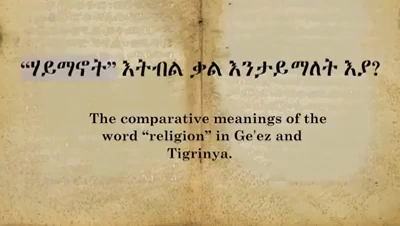 “ሃይማኖት” እትብል ቃል እንታይ ማለት እያ?
The comparative meanings of the
word “religion” in Ge'ez and
Tigrinya.